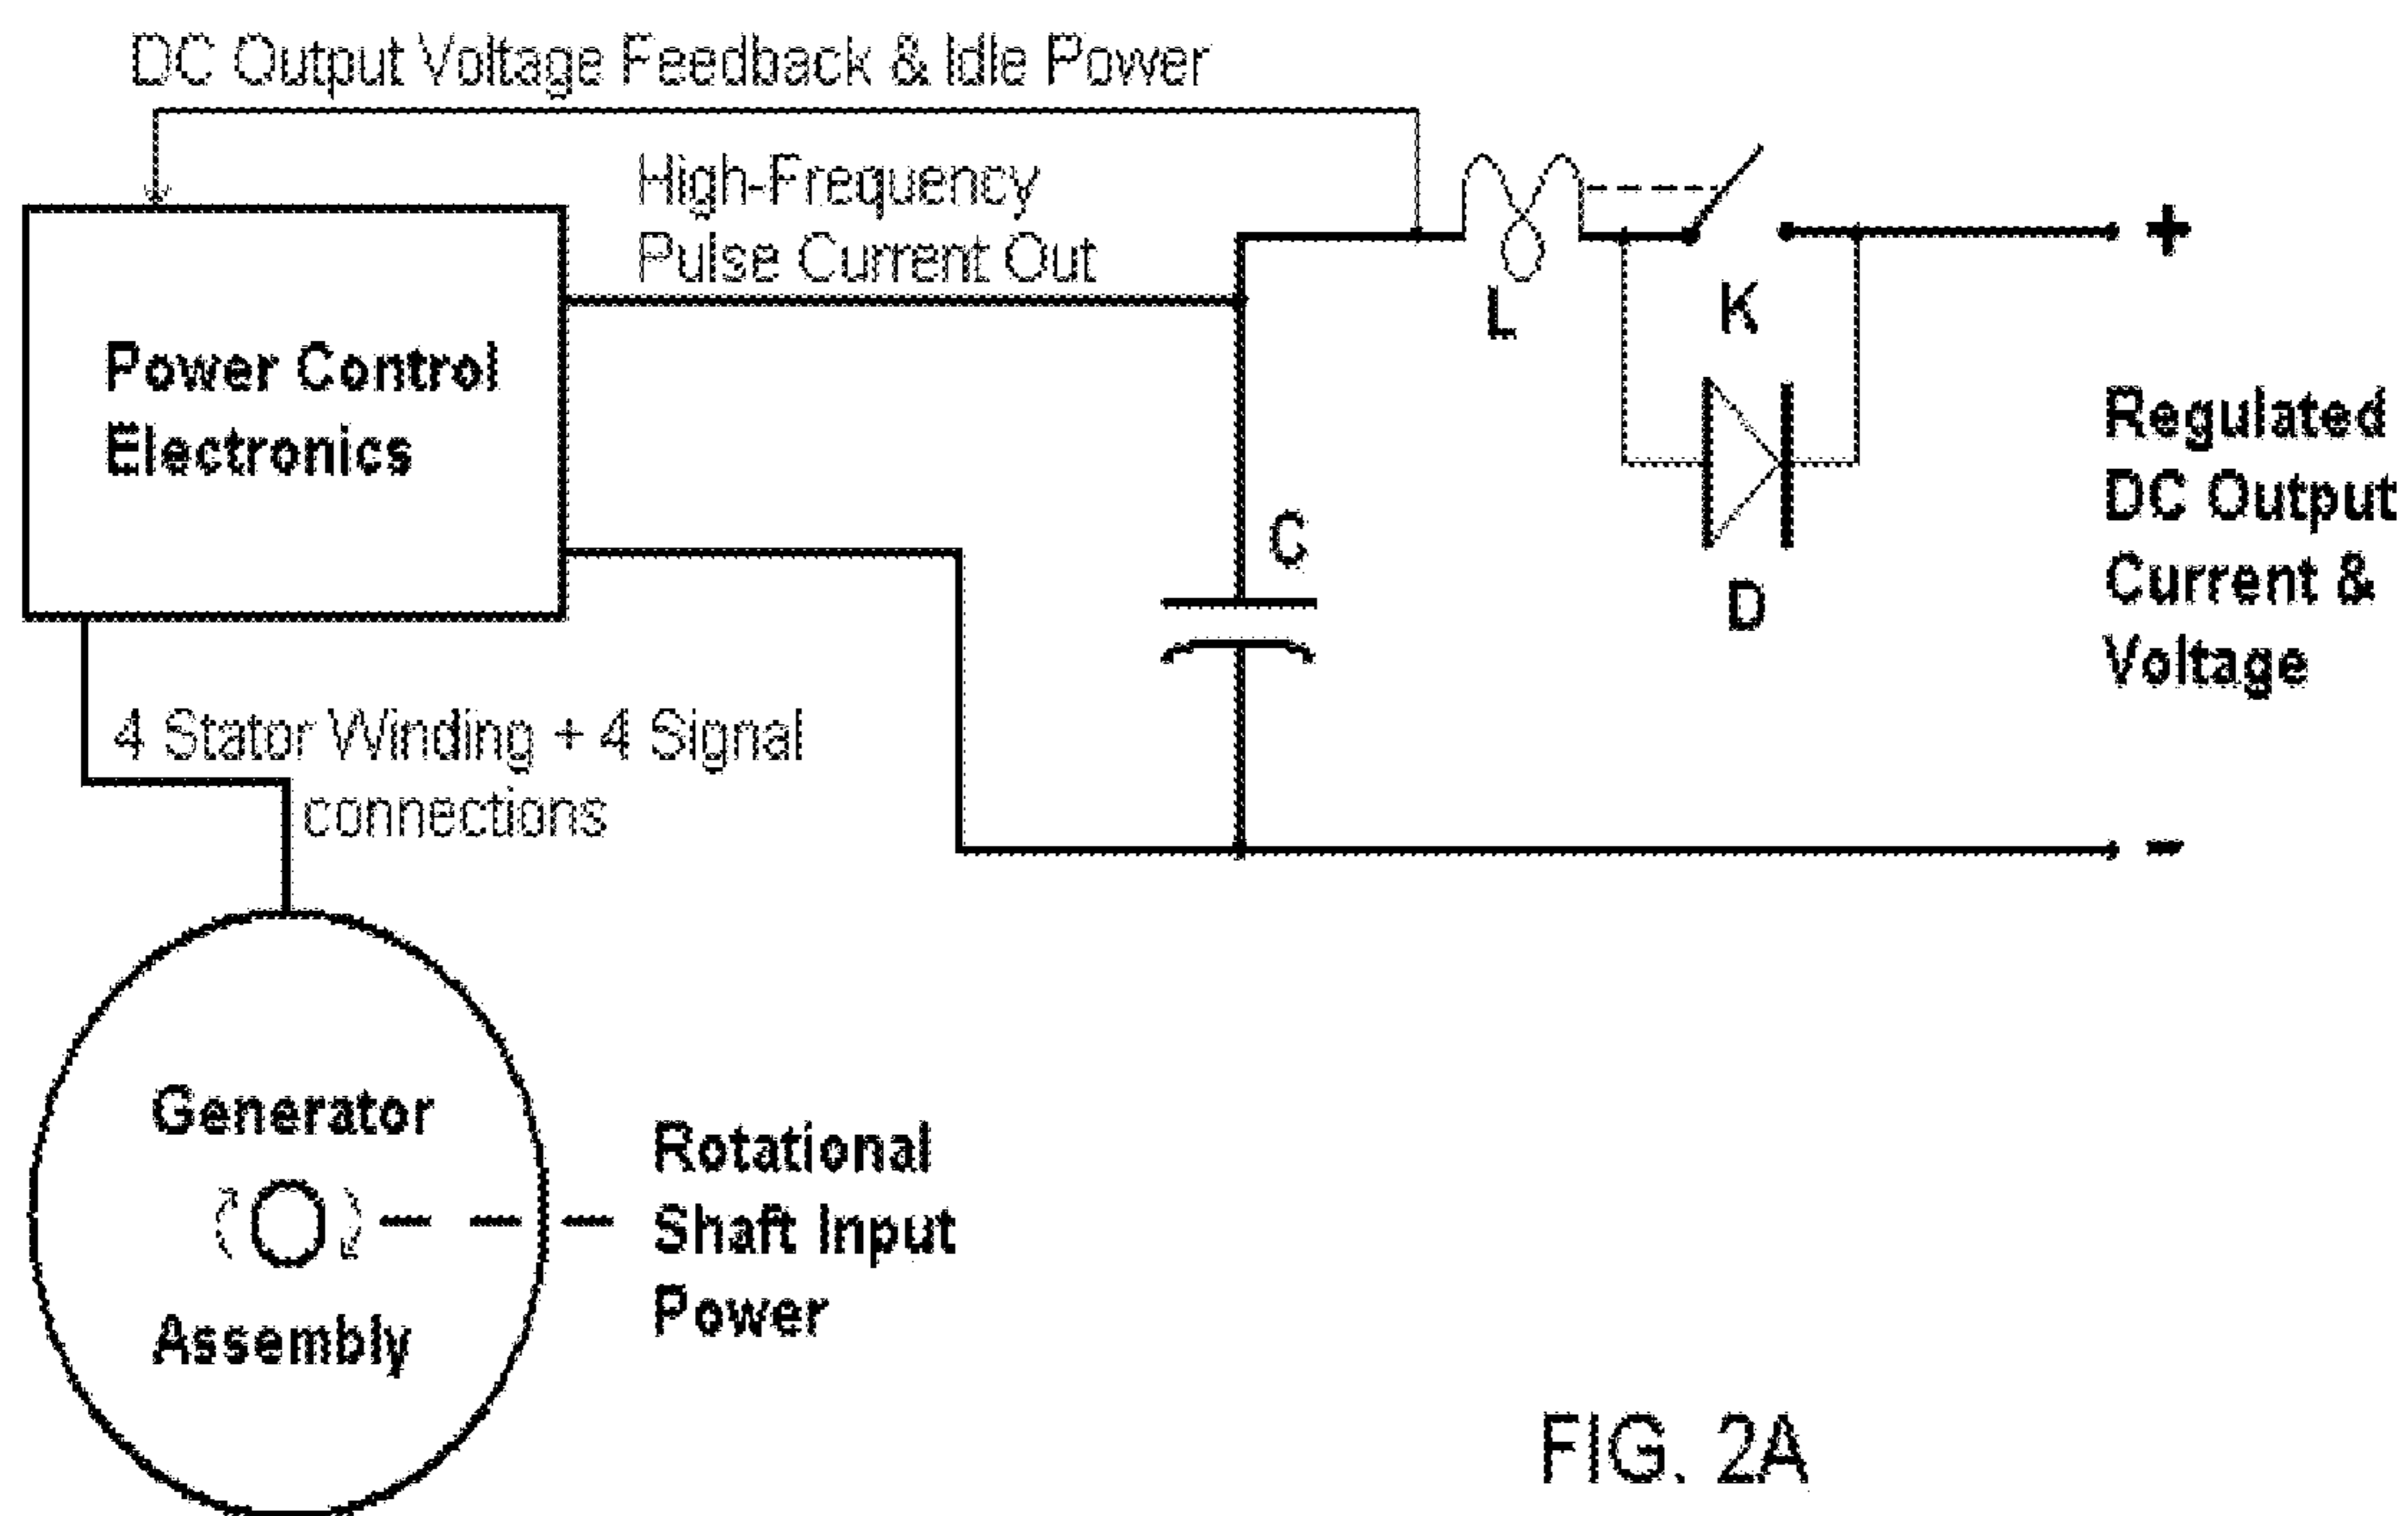 DC Output Voltage Feedback & Idle Power
High-Frequency
Pulse Current Out
Power Control
Electronics
L
K
+
C
D
Regulated
DC Output
Current &
Voltage
4 Stator Winding + 4 Signal
connections
-
Generator
Assembly
Rotational
Shaft Input
Power
FIG. 2A